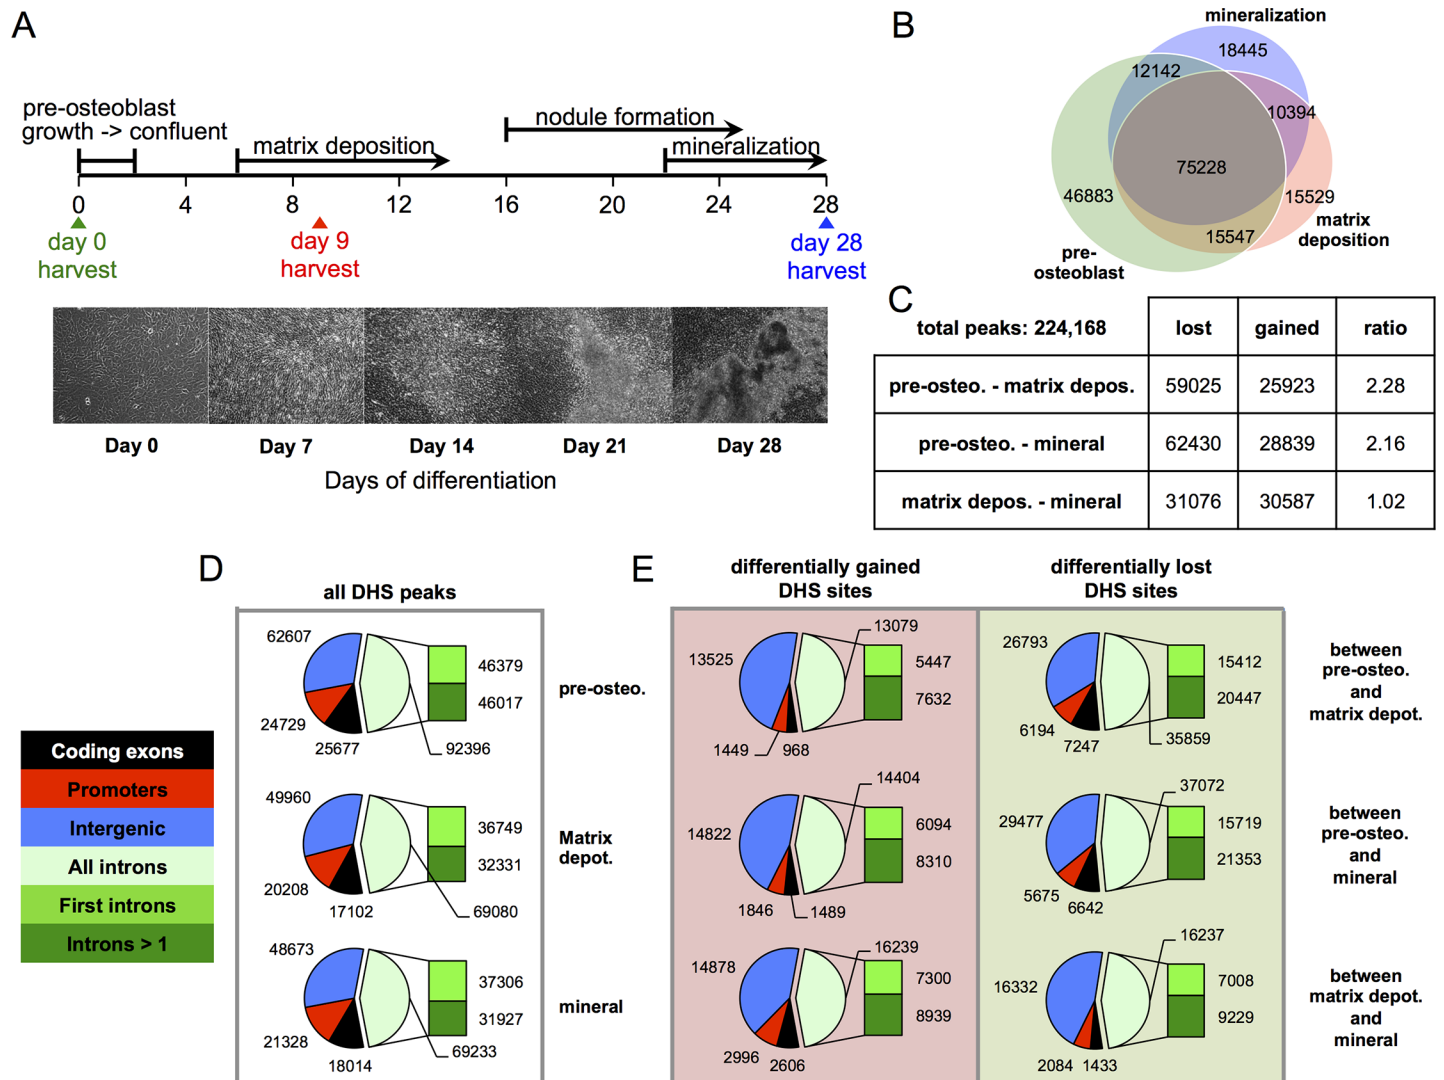 A
pre-osteoblast
growth -> confluent
matrix deposition
nodule formation
mineralization
0
4
8
12
16
20
24
28
day 0
harvest
day 9
harvest
day 28
harvest
Day 0
Day 7
Day 14
Day 21
Day 28
Days of differentiation
B
mineralization
18445
12142
10394
75228
46883
15529
matrix
deposition
15547
pre-
osteoblast
C
total peaks: 224,168 lost gained ratio
pre-osteo. - matrix depos. 59025 25923 2.28
pre-osteo. - mineral 62430 28839 2.16
matrix depos. - mineral 31076 30587 1.02
Coding exons
Promoters
Intergenic
All introns
First introns
Introns > 1
D
all DHS peaks
62607
46379
46017
24729
25677
92396
pre-osteo.
49960
36749
32331
20208
17102
69080
Matrix
depot.
48673
37306
31927
21328
18014
69233
mineral
E
differentially gained
DHS sites
differentially lost
DHS sites
13079
13525
5447
7632
1449
968
26793
15412
20447
6194
7247
35859
between
pre-osteo.
and
matrix depot.
14404
14822
6094
8310
1846
1489
37072
29477
15719
21353
5675
6642
between
pre-osteo.
and
mineral
16239
14878
7300
8939
2996
2606
16237
16332
7008
9229
2084
1433
between
matrix depot.
and
mineral